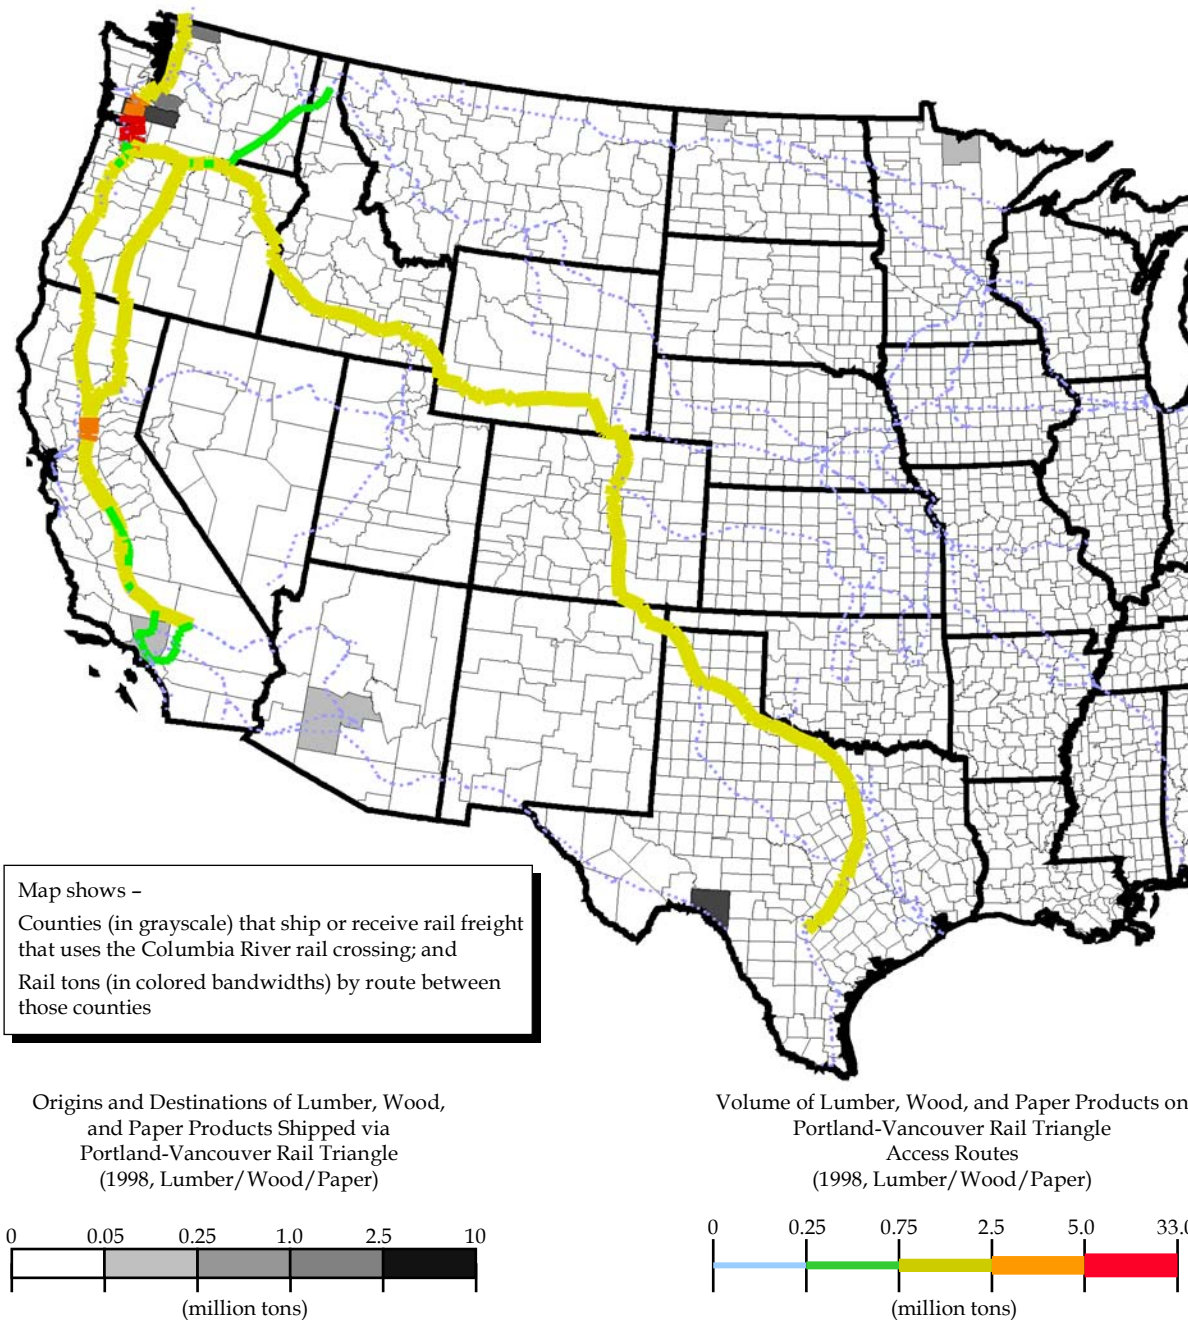 Map shows –
Counties (in grayscale) that ship or receive rail freight
that uses the Columbia River rail crossing; and
Rail tons (in colored bandwidths) by route between
those counties
Origins and Destinations of Lumber, Wood,
and Paper Products Shipped via
Portland-Vancouver Rail Triangle
(1998, Lumber/Wood/Paper)
0 0.05 0.25 1.0 2.5 10
(million tons)
Volume of Lumber, Wood, and Paper Products on
Portland-Vancouver Rail Triangle
Access Routes
(1998, Lumber/Wood/Paper)
0 0.25 0.75 2.5 5.0 33.0
(million tons)